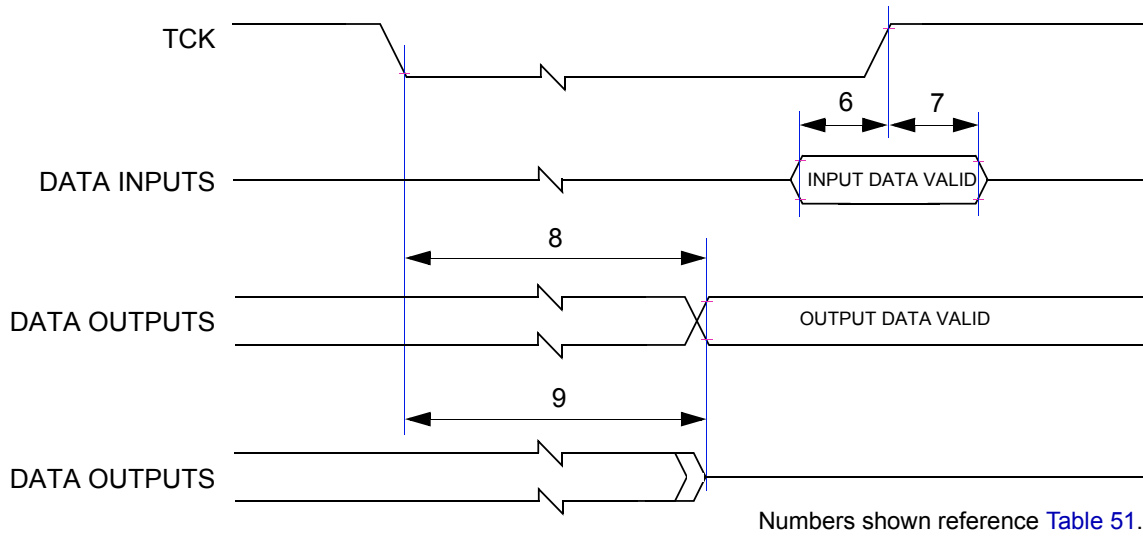 TCK
6
7
DATA INPUTS
INPUT DATA VALID
8
DATA OUTPUTS
OUTPUT DATA VALID
9
DATA OUTPUTS
Numbers shown reference Table 51.